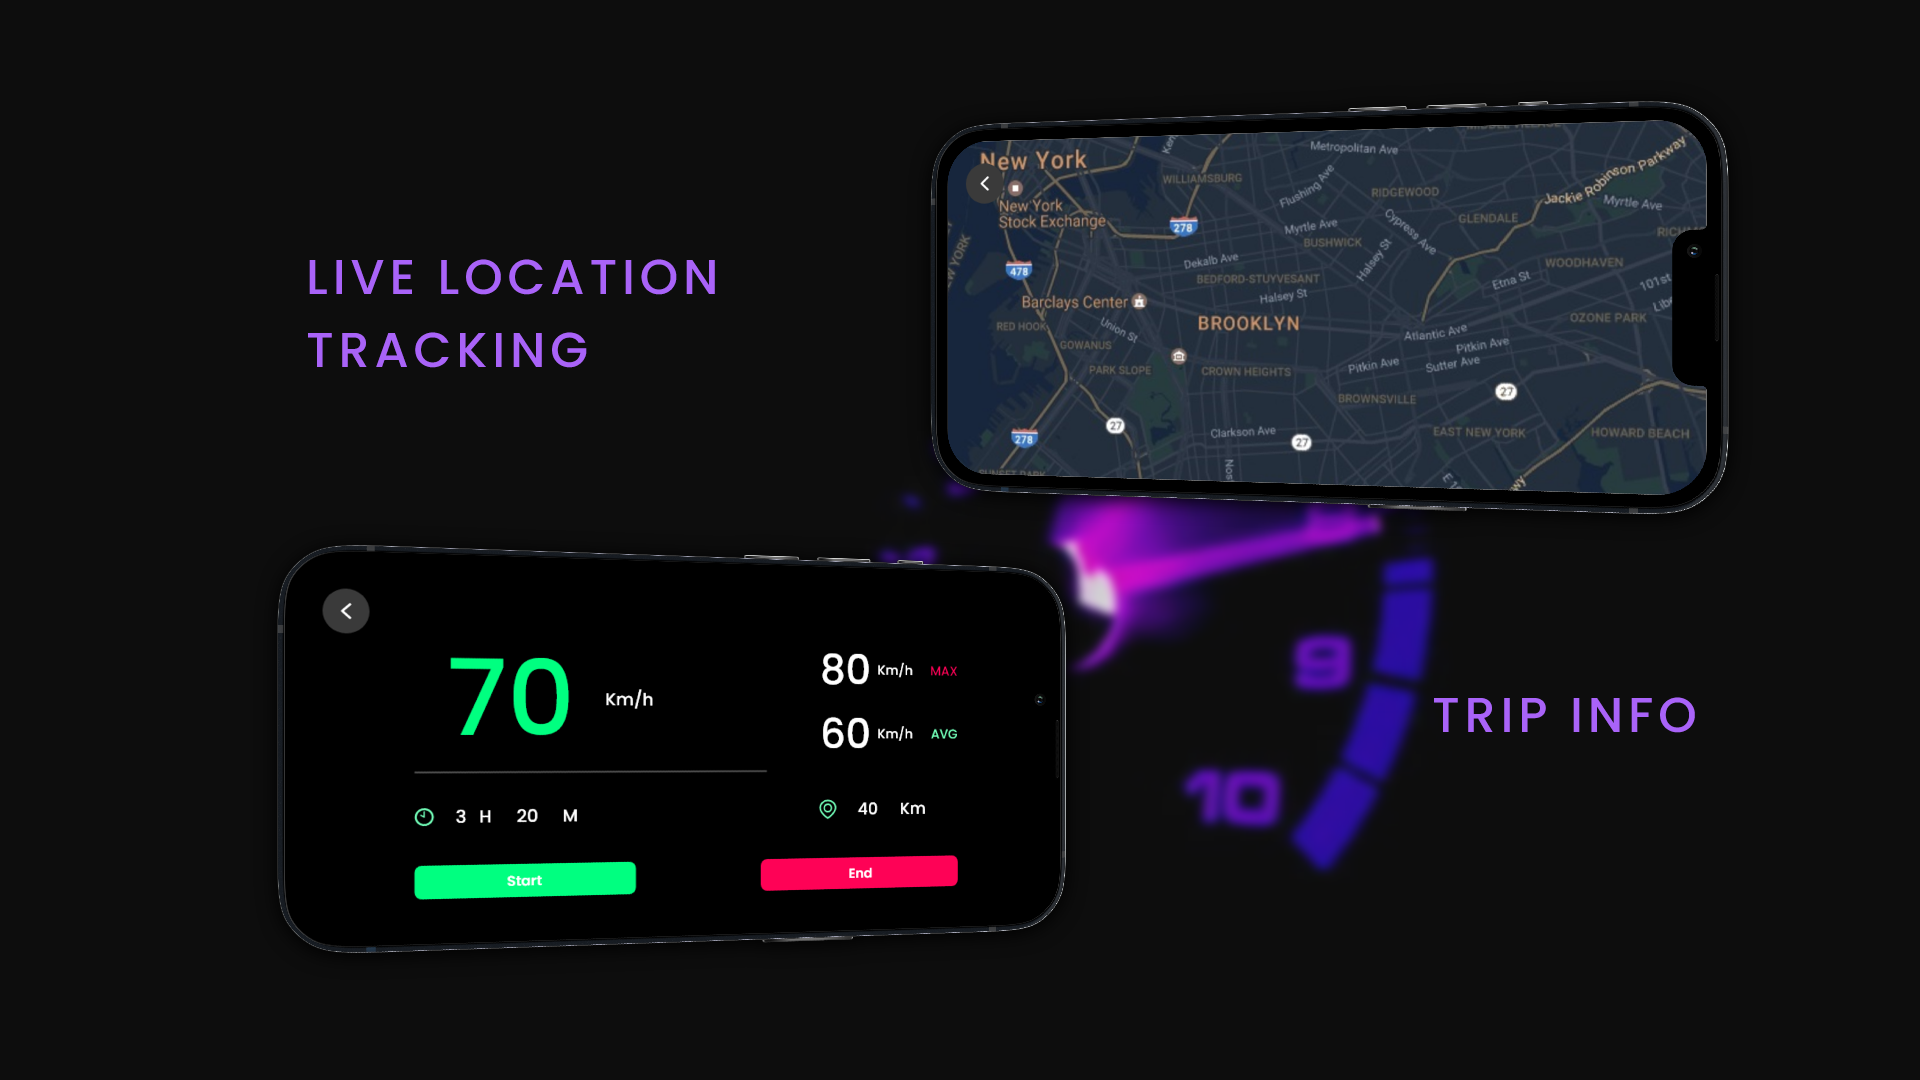 LIVE LOCATION
TRACKING
New York
New York
Stock Exchange
WILLIAMSBURG
Metropolitan Ave
Flushing Ave
RIDGEWOOD
Jackie Robinson Parkway
Myrtle Ave
GLENDALE
Cypress Ave
Myrtle Ave
BUSHWICK
278
Dekalb Ave
Halsey St
WOODHAVEN
478
BEDFORD-STUYVESANT
Etna St
101st
Halsey St
Barclays Center
RED HOOK
Union St
BROOKLYN
OZONE PARK
Atlantic Ave
GOWANUS
Pitkin Ave
Sutter Ave
Pitkin Ave
PARK SLOPE
CROWN HEIGHTS
BROWNSVILLE
27
27
278
Clarkson Ave
27
EAST NEW YORK
HOWARD BEACH
70 Km/h
80 Km/h MAX
60 Km/h AVG
3 H 20 M
40 Km
Start
End
9
10
TRIP INFO